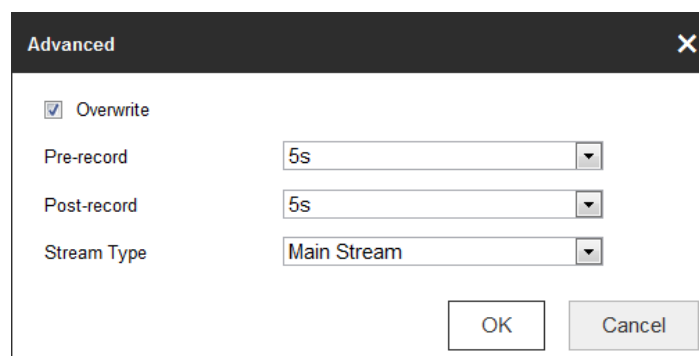 Advanced
Overwrite
Pre-record 5s
Post-record 5s
Stream Type Main Stream
OK Cancel